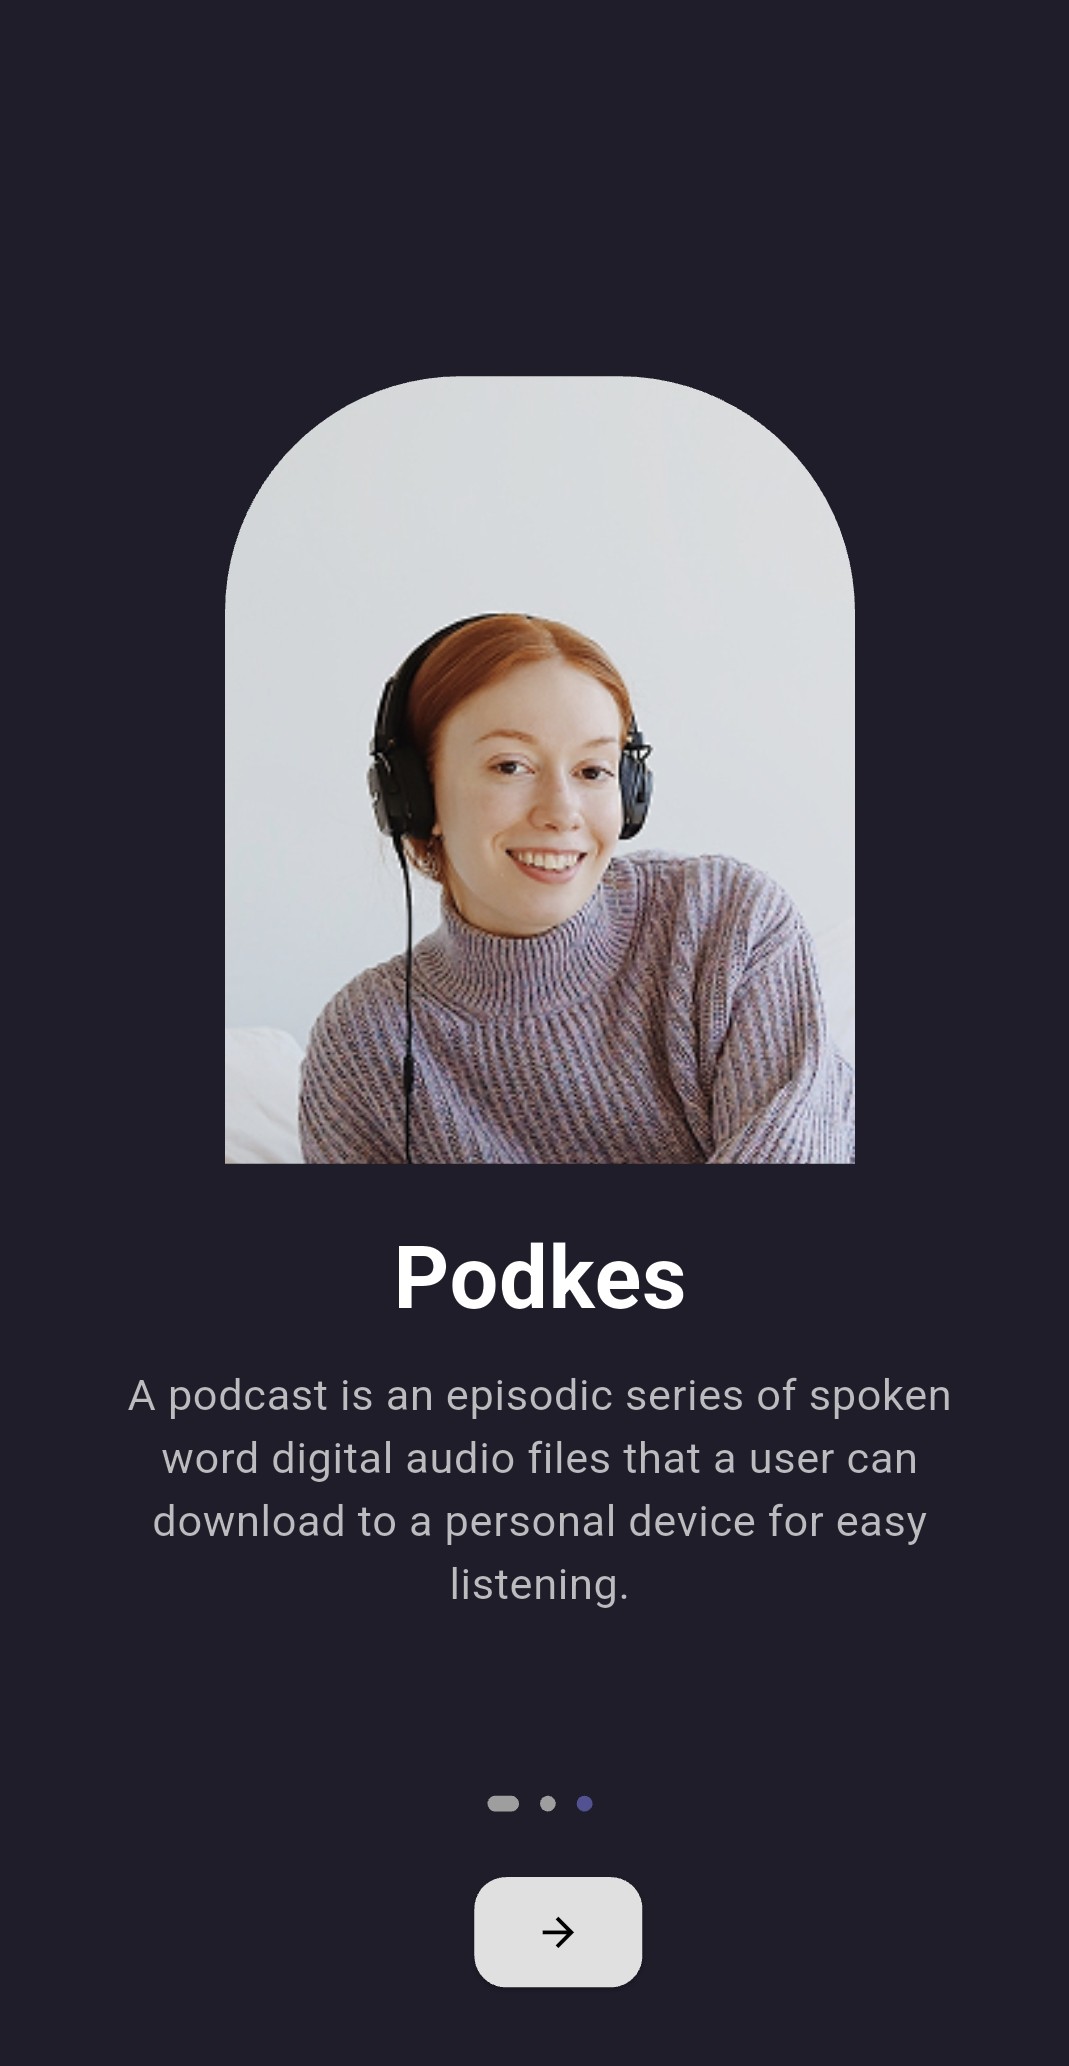 Podkes
A podcast is an episodic series of spoken
word digital audio files that a user can
download to a personal device for easy
listening.